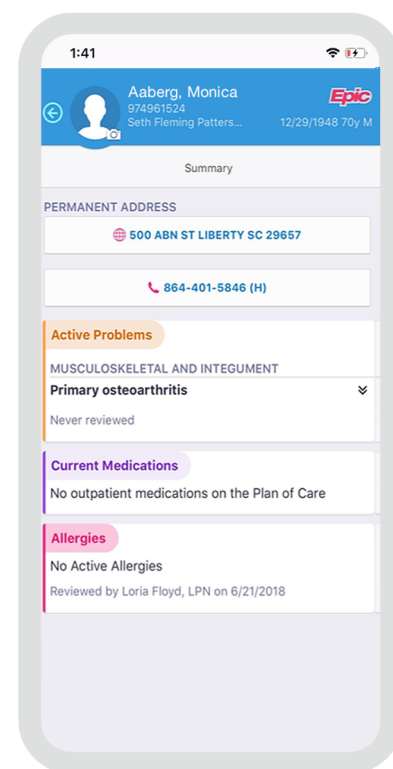 1:41
Aaberg, Monica
974961524
Seth Fleming Patters...
Epic
12/29/1948 70y M
Summary
PERMANENT ADDRESS
500 ABN ST LIBERTY SC 29657
864-401-5846 (H)
Active Problems
MUSCULOSKELETAL AND INTEGUMENT
Primary osteoarthritis
Never reviewed
Current Medications
No outpatient medications on the Plan of Care
Allergies
No Active Allergies
Reviewed by Loria Floyd, LPN on 6/21/2018